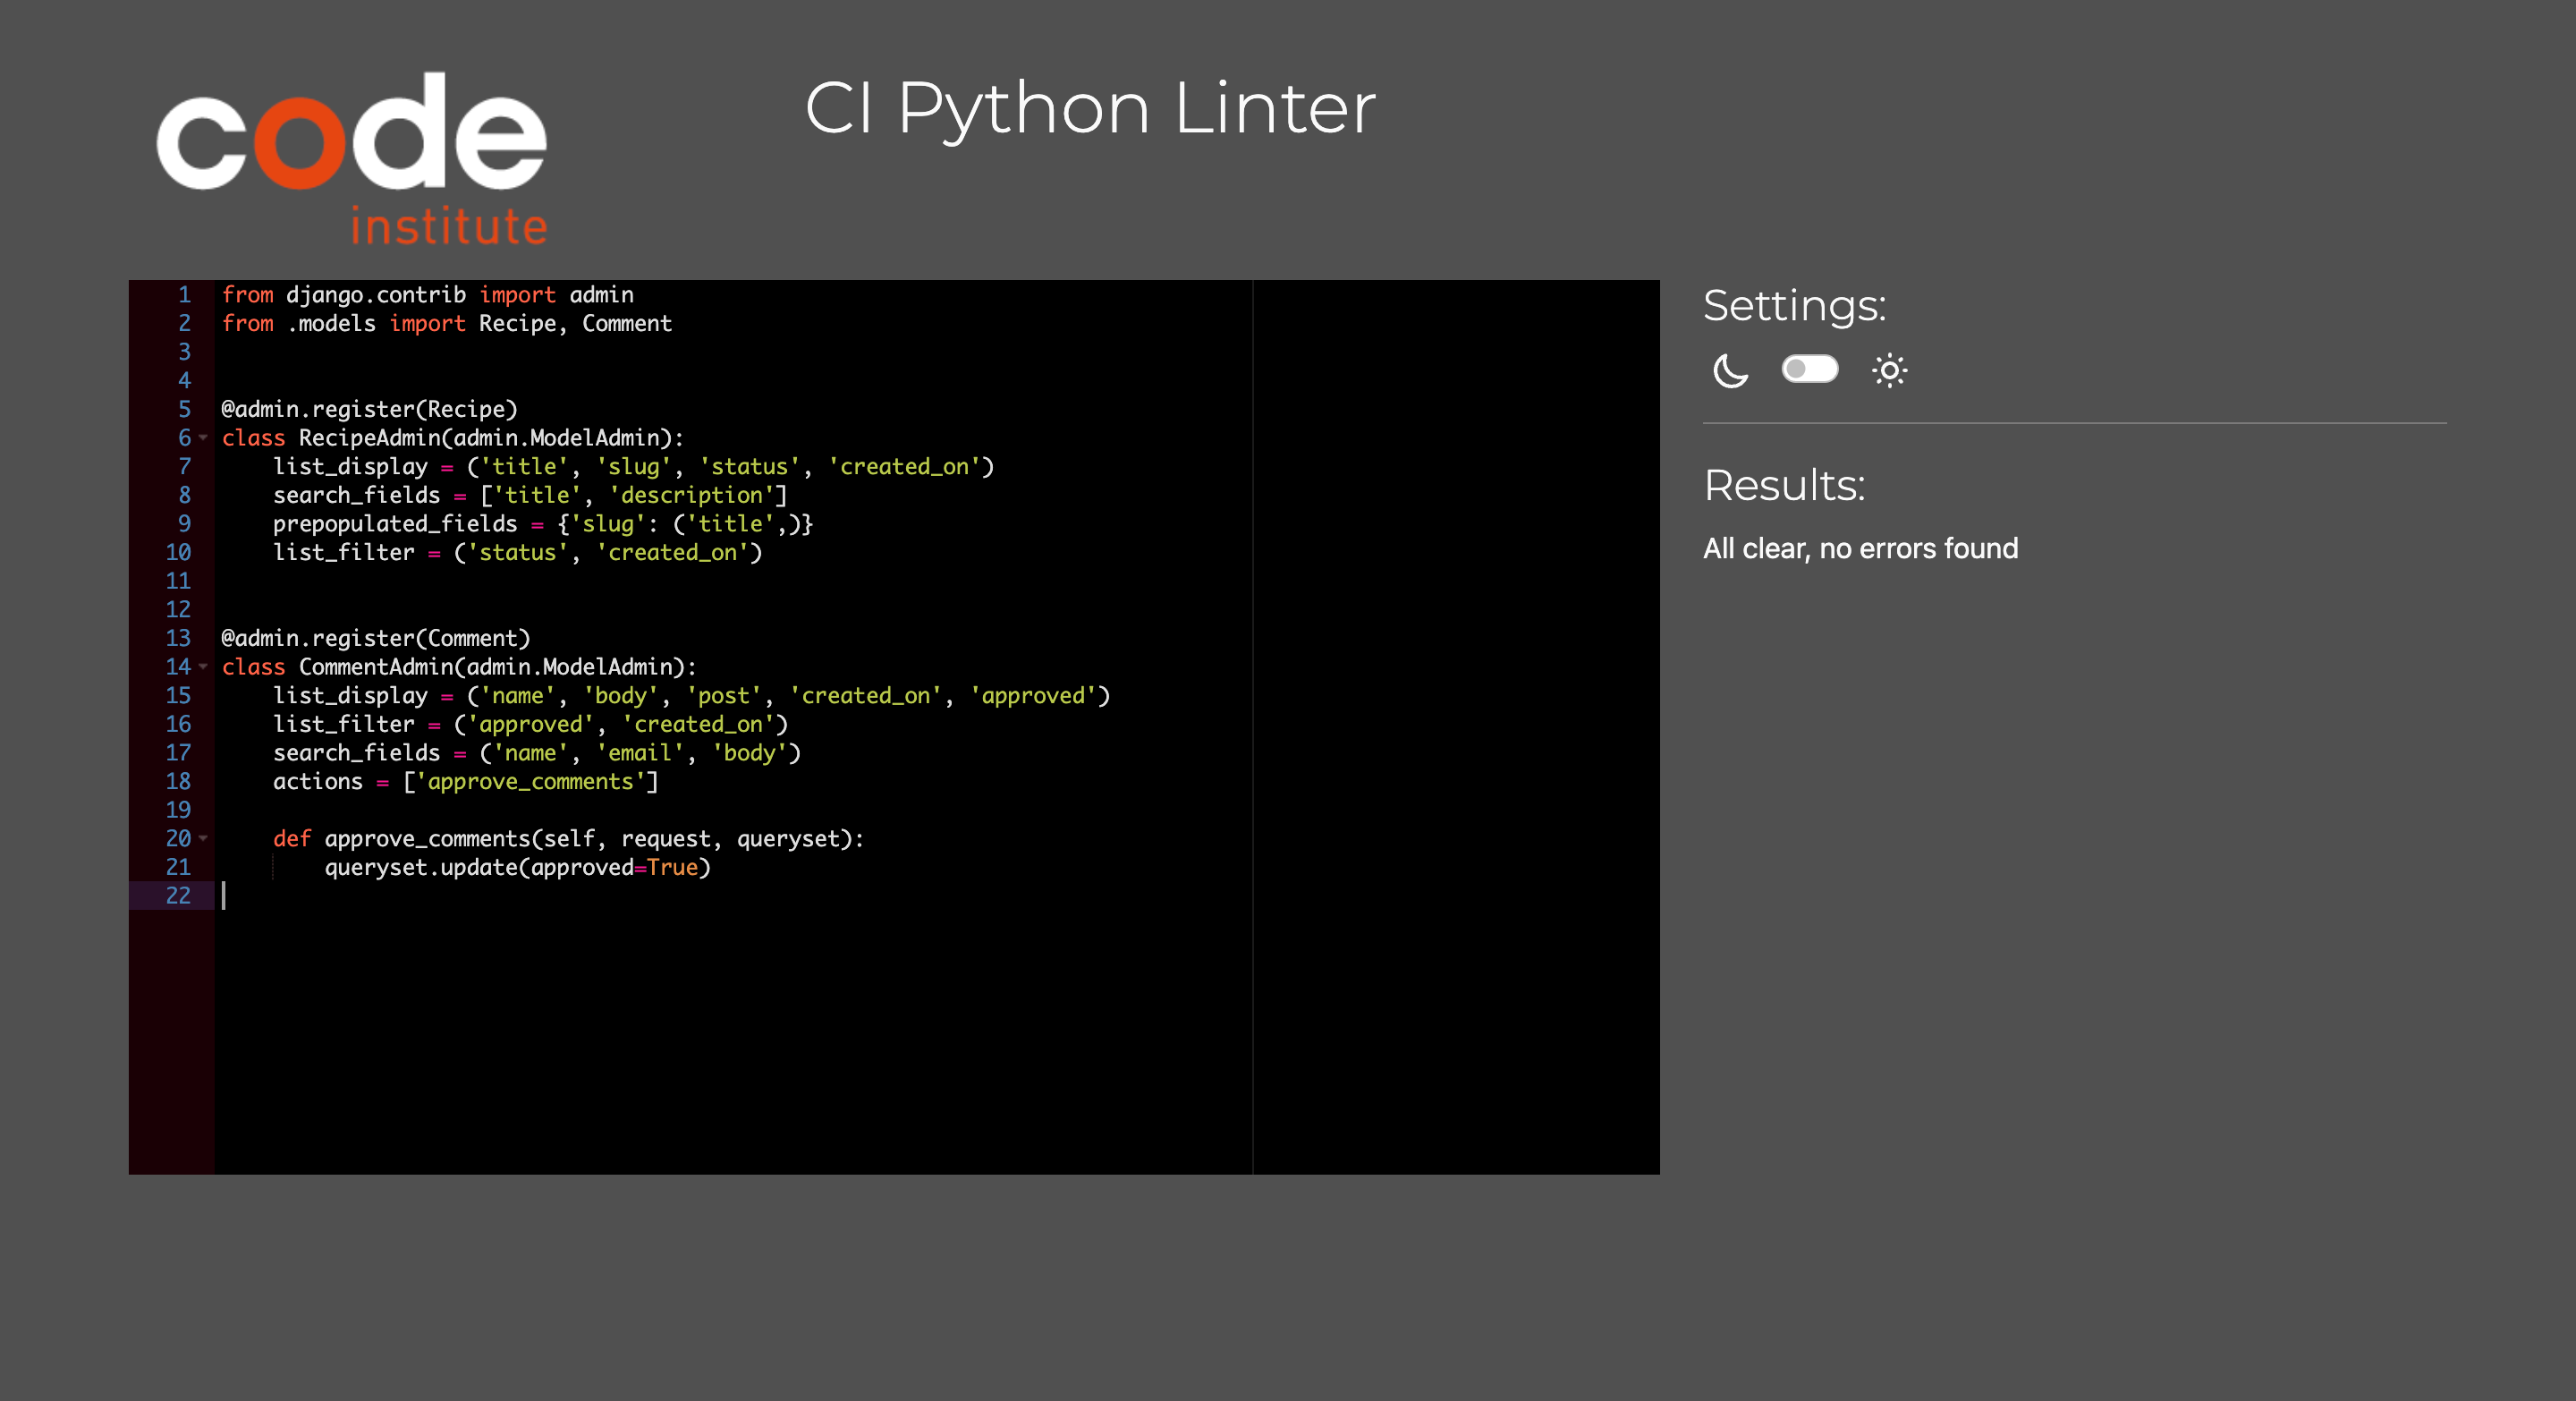 code
institute
CI Python Linter
1 from django.contrib import admin
2 from .models import Recipe, Comment
3
4
5 @admin.register(Recipe)
6 class RecipeAdmin(admin.ModelAdmin):
7     list_display = ('title', 'slug', 'status', 'created_on')
8     search_fields = ['title', 'description']
9     prepopulated_fields = {'slug': ('title',)}
10     list_filter = ('status', 'created_on')
11
12
13 @admin.register(Comment)
14 class CommentAdmin(admin.ModelAdmin):
15     list_display = ('name', 'body', 'post', 'created_on', 'approved')
16     list_filter = ('approved', 'created_on')
17     search_fields = ('name', 'email', 'body')
18     actions = ['approve_comments']
19
20     def approve_comments(self, request, queryset):
21         queryset.update(approved=True)
22
Settings:
Results:
All clear, no errors found